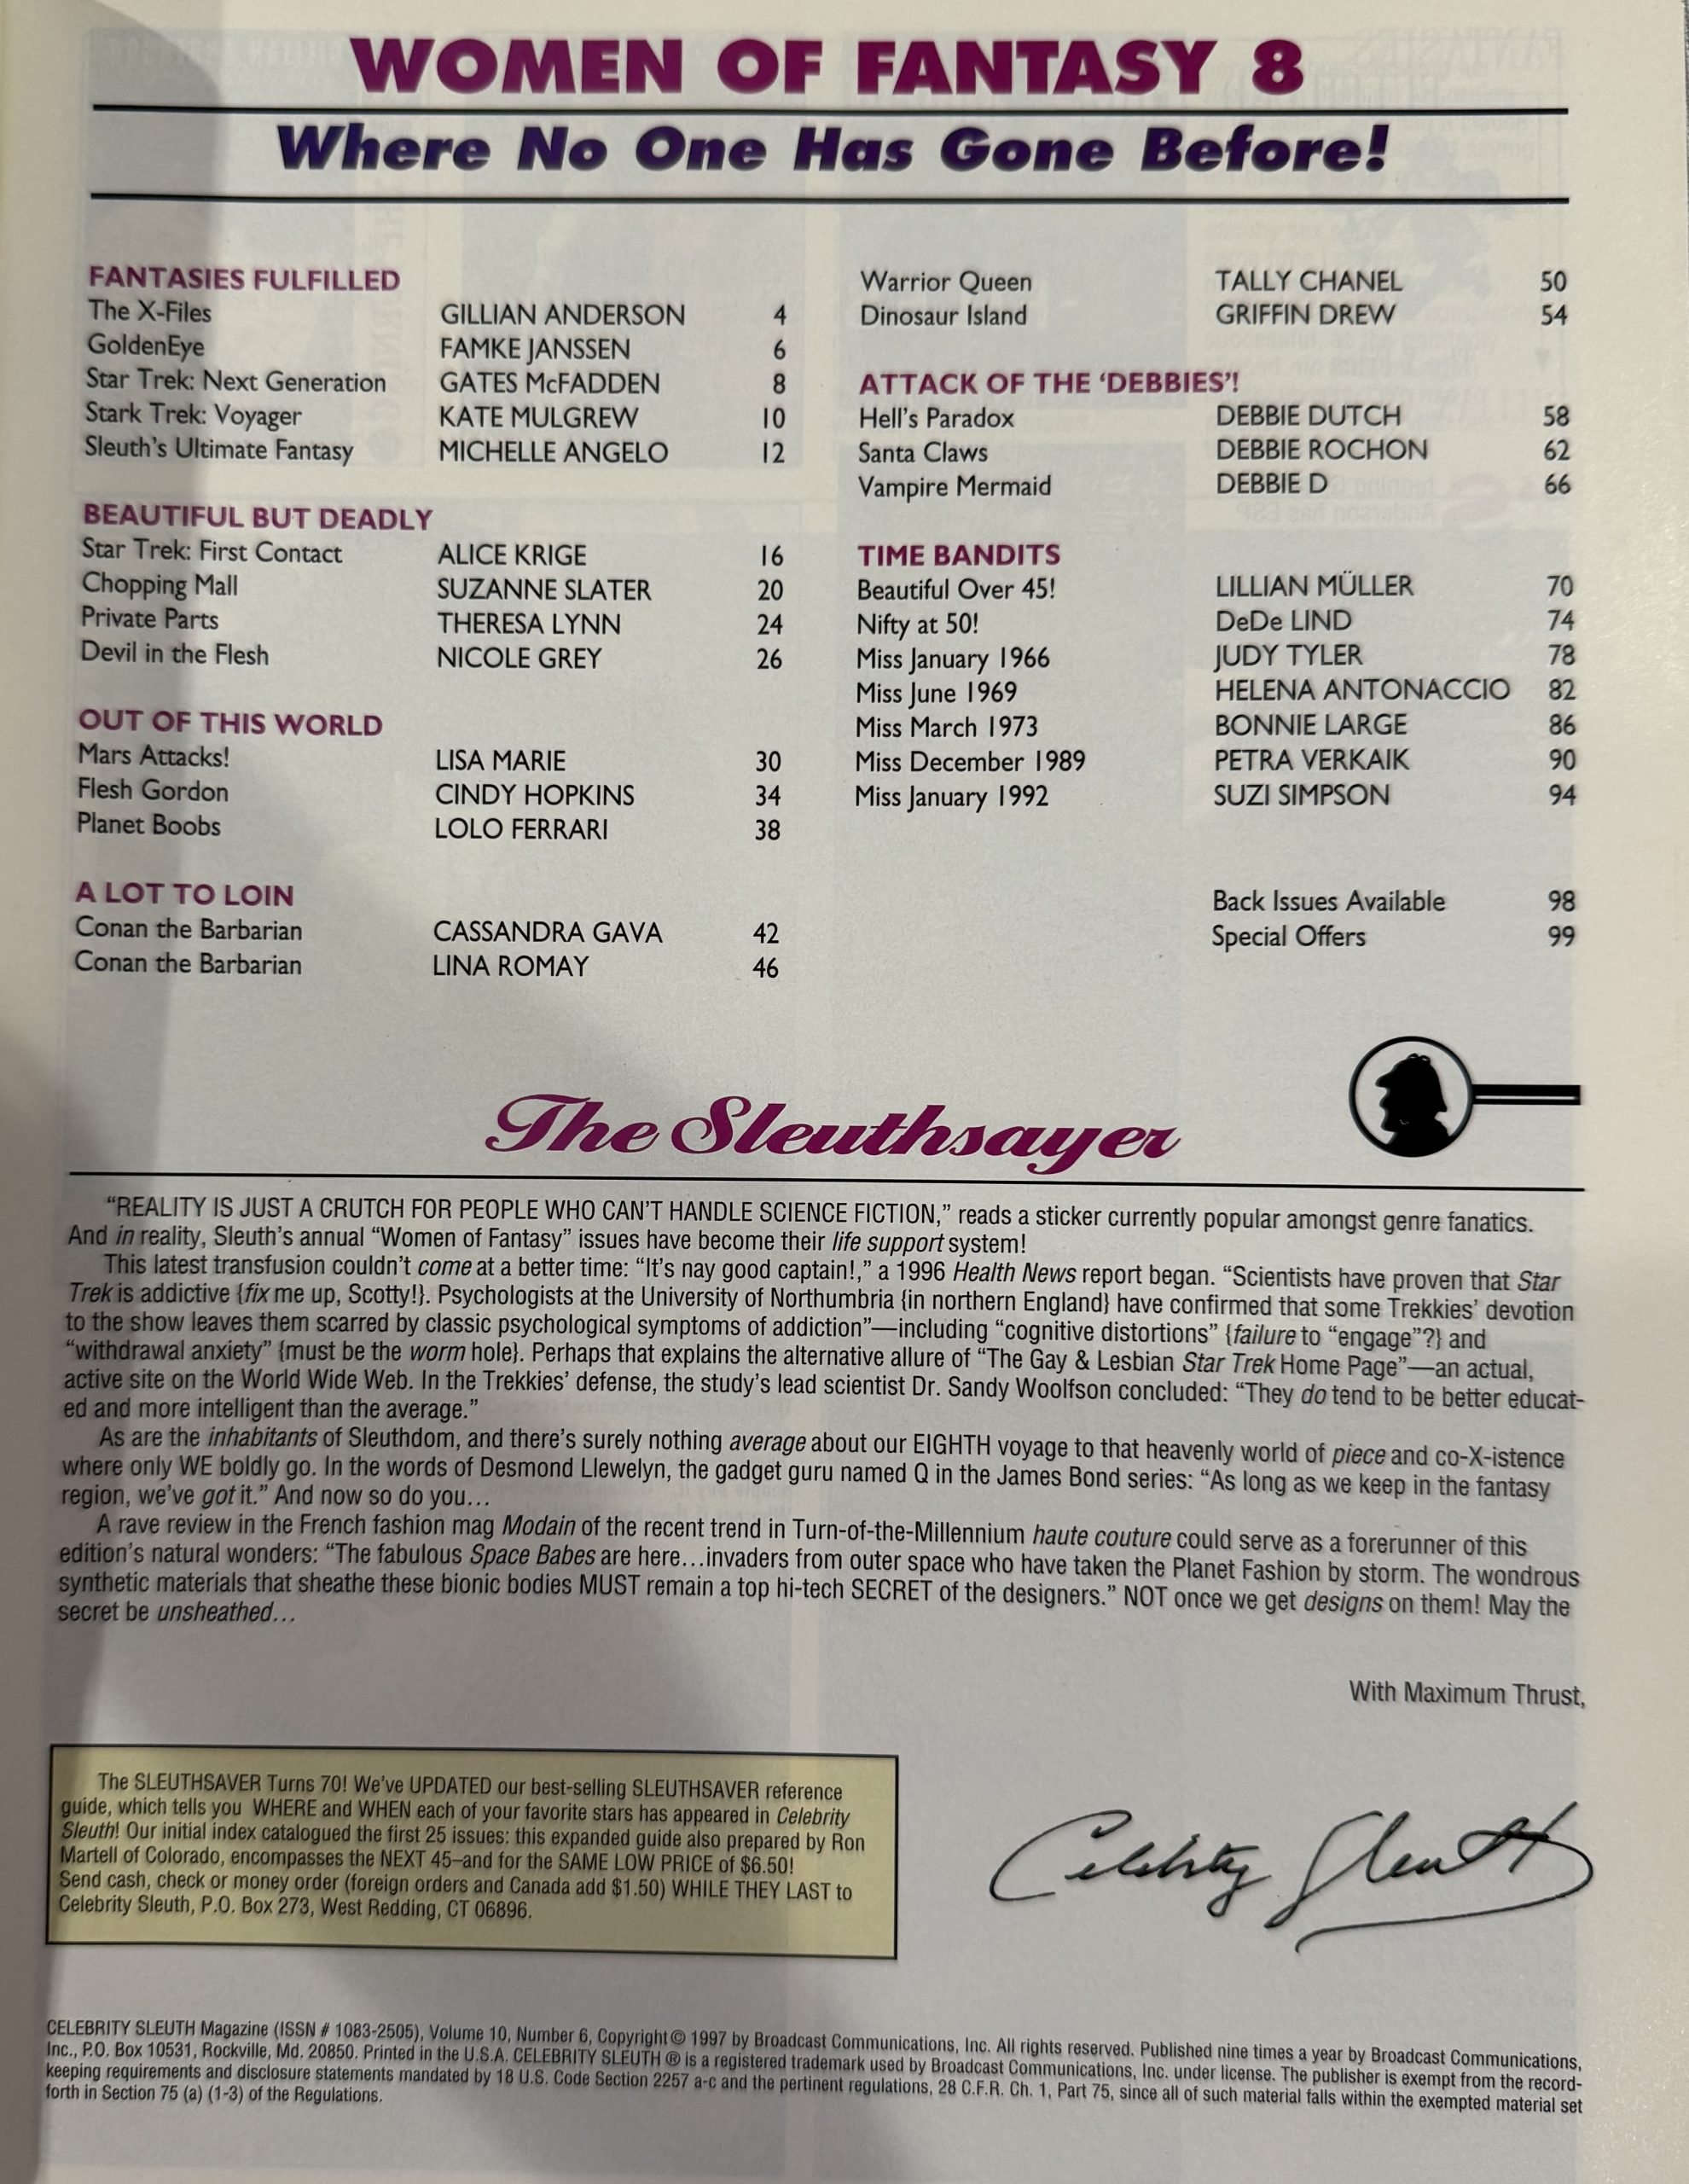 WOMEN OF FANTASY 8
Where No One Has Gone Before!
FANTASIES FULFILLED
The X-Files GILLIAN ANDERSON 4
GoldenEye FAMKE JANSSEN 6
Star Trek: Next Generation GATES McFADDEN 8
Stark Trek: Voyager KATE MULGREW 10
Sleuth's Ultimate Fantasy MICHELLE ANGELO 12
BEAUTIFUL BUT DEADLY
Star Trek: First Contact ALICE KRIGE 16
Chopping Mall SUZANNE SLATER 20
Private Parts THERESA LYNN 24
Devil in the Flesh NICOLE GREY 26
OUT OF THIS WORLD
Mars Attacks! LISA MARIE 30
Flesh Gordon CINDY HOPKINS 34
Planet Boobs LOLO FERRARI 38
A LOT TO LOIN
Conan the Barbarian CASSANDRA GAVA 42
Conan the Barbarian LINA ROMAY 46
Warrior Queen TALLY CHANEL 50
Dinosaur Island GRIFFIN DREW 54
ATTACK OF THE 'DEBBIES'!
Hell's Paradox DEBBIE DUTCH 58
Santa Claws DEBBIE ROCHON 62
Vampire Mermaid DEBBIE D 66
TIME BANDITS
Beautiful Over 45! LILLIAN MÜLLER 70
Nifty at 50! DeDe LIND 74
Miss January 1966 JUDY TYLER 78
Miss June 1969 HELENA ANTONACCIO 82
Miss March 1973 BONNIE LARGE 86
Miss December 1989 PETRA VERKAIK 90
Miss January 1992 SUZI SIMPSON 94
Back Issues Available 98
Special Offers 99
The Sleuthsayer
"REALITY IS JUST A CRUTCH FOR PEOPLE WHO CAN'T HANDLE SCIENCE FICTION," reads a sticker currently popular amongst genre fanatics.
And in reality, Sleuth's annual "Women of Fantasy" issues have become their life support system!
This latest transfusion couldn't come at a better time: "It's nay good captain!," a 1996 Health News report began. "Scientists have proven that Star
Trek is addictive {fix me up, Scotty!}. Psychologists at the University of Northumbria {in northern England} have confirmed that some Trekkies' devotion
to the show leaves them scarred by classic psychological symptoms of addiction"—including "cognitive distortions" {failure to "engage"?} and
"withdrawal anxiety" {must be the worm hole}. Perhaps that explains the alternative allure of "The Gay & Lesbian Star Trek Home Page"—an actual,
active site on the World Wide Web. In the Trekkies' defense, the study's lead scientist Dr. Sandy Woolfson concluded: "They do tend to be better educat-
ed and more intelligent than the average."
As are the inhabitants of Sleuthdom, and there's surely nothing average about our EIGHTH voyage to that heavenly world of piece and co-X-istence
where only WE boldly go. In the words of Desmond Llewelyn, the gadget guru named Q in the James Bond series: "As long as we keep in the fantasy
region, we've got it." And now so do you...
A rave review in the French fashion mag Modain of the recent trend in Turn-of-the-Millennium haute couture could serve as a forerunner of this
edition's natural wonders: "The fabulous Space Babes are here...invaders from outer space who have taken the Planet Fashion by storm. The wondrous
synthetic materials that sheathe these bionic bodies MUST remain a top hi-tech SECRET of the designers." NOT once we get designs on them! May the
secret be unsheathed...
With Maximum Thrust,
Celebrity Sleuth
The SLEUTHSAVER Turns 70! We've UPDATED our best-selling SLEUTHSAVER reference
guide, which tells you WHERE and WHEN each of your favorite stars has appeared in Celebrity
Sleuth! Our initial index catalogued the first 25 issues: this expanded guide also prepared by Ron
Martell of Colorado, encompasses the NEXT 45–and for the SAME LOW PRICE of $6.50!
Send cash, check or money order (foreign orders and Canada add $1.50) WHILE THEY LAST to
Celebrity Sleuth, P.O. Box 273, West Redding, CT 06896.
CELEBRITY SLEUTH Magazine (ISSN # 1083-2505), Volume 10, Number 6, Copyright © 1997 by Broadcast Communications, Inc. All rights reserved. Published nine times a year by Broadcast Communications,
Inc., P.O. Box 10531, Rockville, Md. 20850. Printed in the U.S.A. CELEBRITY SLEUTH ® is a registered trademark used by Broadcast Communications, Inc. under license. The publisher is exempt from the record-
keeping requirements and disclosure statements mandated by 18 U.S. Code Section 2257 a-c and the pertinent regulations, 28 C.F.R. Ch. 1, Part 75, since all of such material falls within the exempted material set
forth in Section 75 (a) (1-3) of the Regulations.